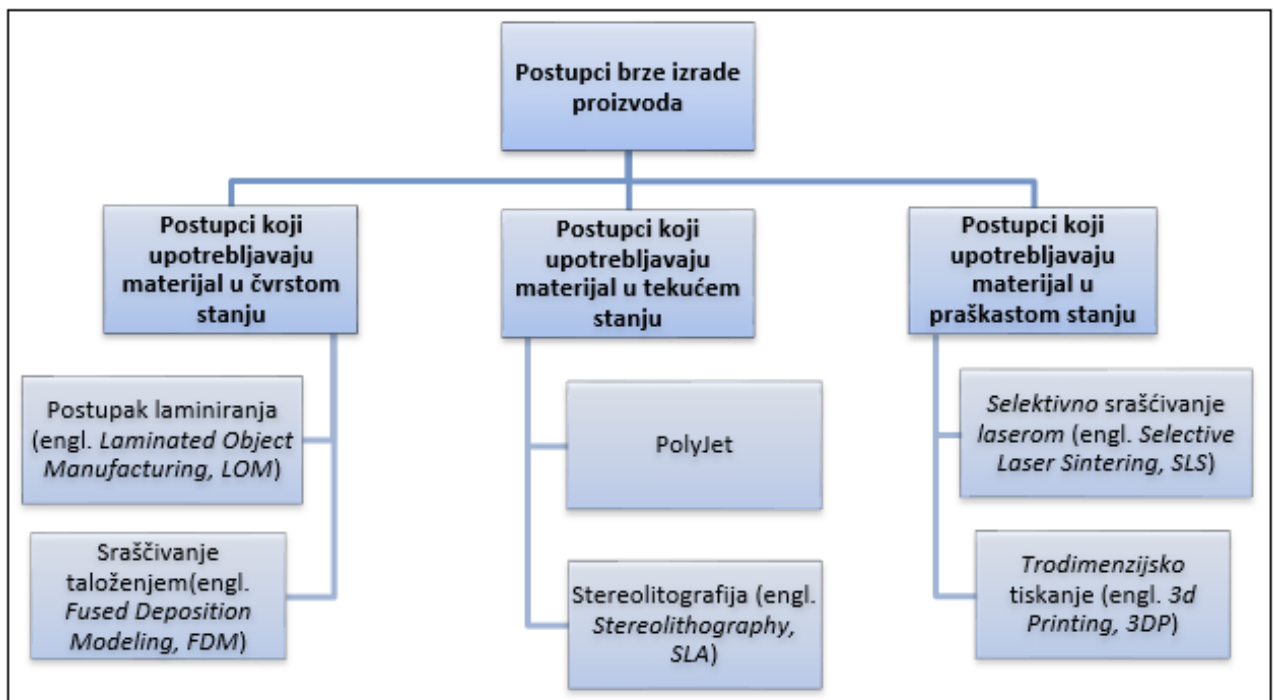 Postupci brze izrade
proizvoda
Postupci koji
upotrebljavaju
materijal u čvrstom
stanju
Postupci koji
upotrebljavaju
materijal u tekućem
stanju
Postupci koji
upotrebljavaju
materijal u
praškastom stanju
Postupak laminiranja
(engl. Laminated Object
Manufacturing, LOM)
Sraščivanje
taloženjem(engl.
Fused Deposition
Modeling, FDM)
PolyJet
Stereolitografija (engl.
Stereolithography,
SLA)
Selektivno srašćivanje
laserom (engl. Selective
Laser Sintering, SLS)
Trodimenzijsko
tiskanje (engl. 3d
Printing, 3DP)